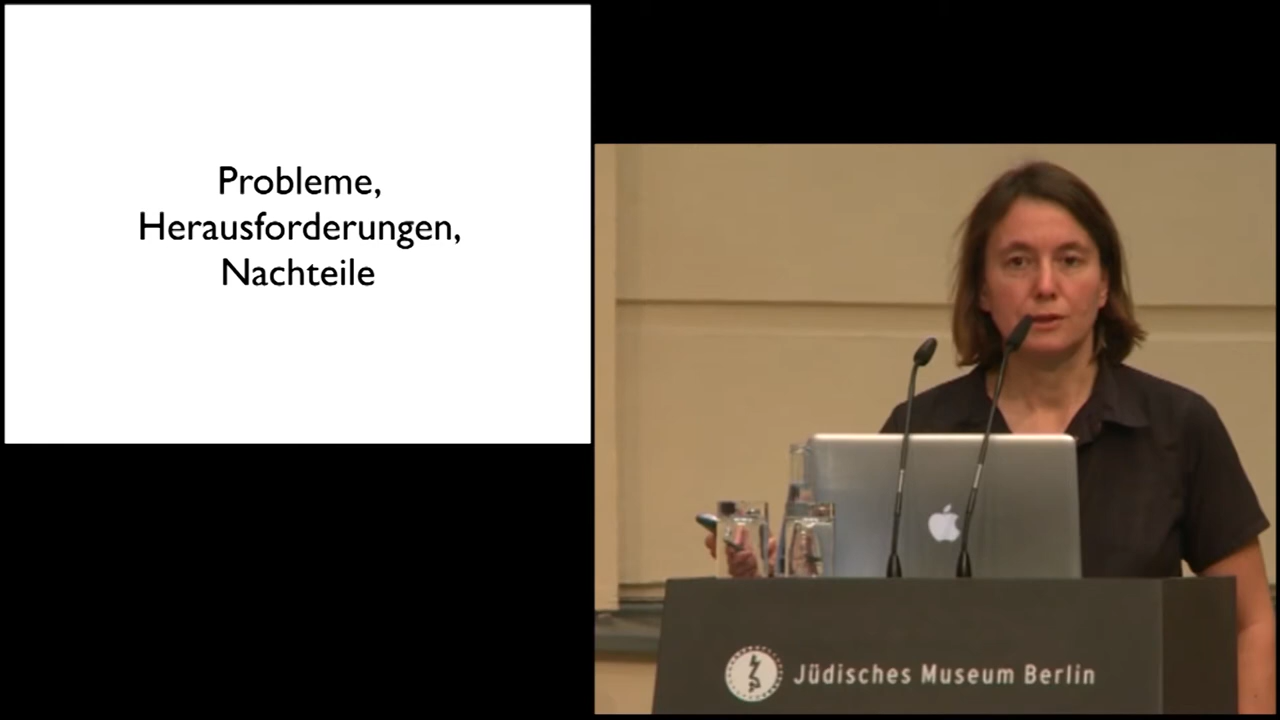 Probleme,
Herausforderungen,
Nachteile
Jüdisches Museum Berlin